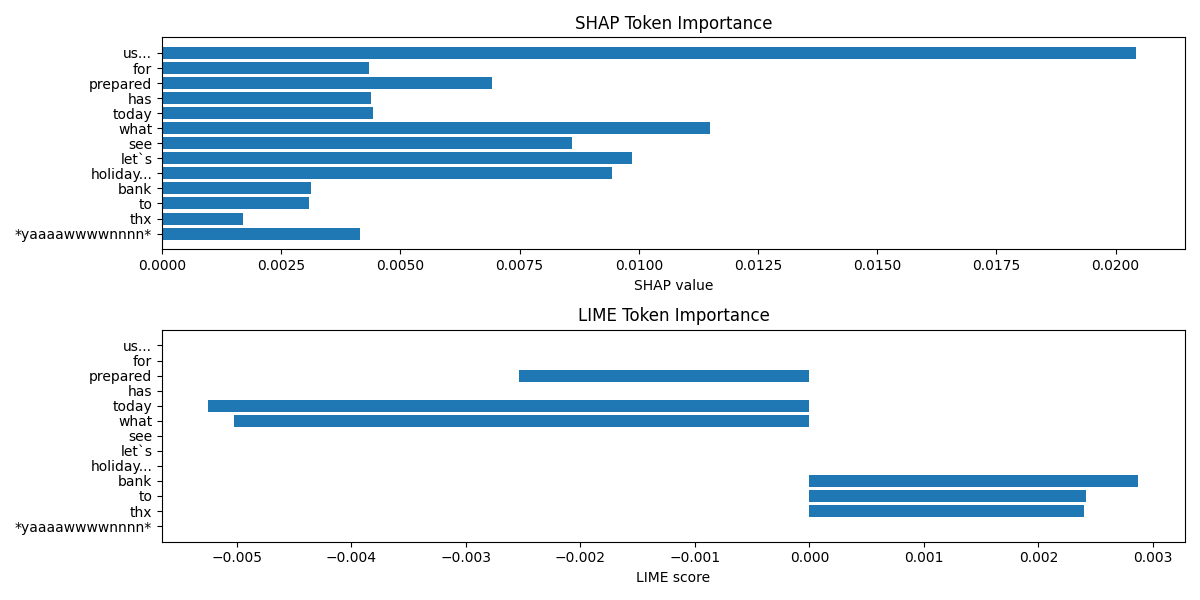 SHAP Token Importance
us...
for
prepared
has
today
what
see
let`s
holiday...
bank
to
thx
*yaaaawwwwnnnn*
0.0000 0.0025 0.0050 0.0075 0.0100 0.0125 0.0150 0.0175 0.0200
SHAP value
LIME Token Importance
us...
for
prepared
has
today
what
see
let`s
holiday...
bank
to
thx
*yaaaawwwwnnnn*
−0.005 −0.004 −0.003 −0.002 −0.001 0.000 0.001 0.002 0.003
LIME score